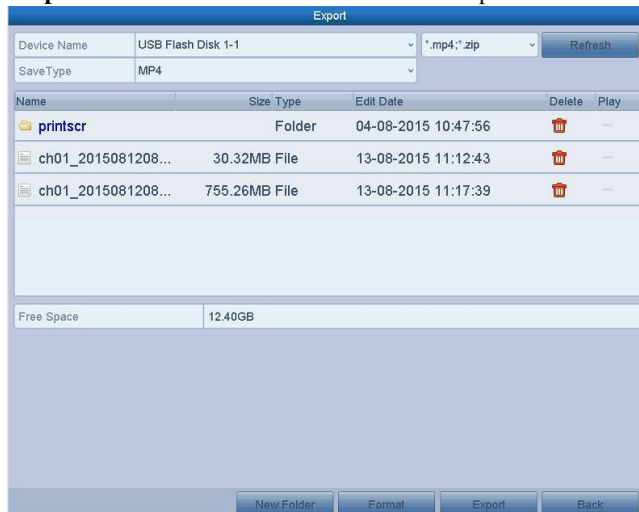 Export
Device Name USB Flash Disk 1-1 *.mp4;*.zip Refresh
SaveType MP4
Name Size Type Edit Date Delete Play
printscr Folder 04-08-2015 10:47:56
ch01_2015081208... 30.32MB File 13-08-2015 11:12:43
ch01_2015081208... 755.26MB File 13-08-2015 11:17:39
Free Space 12.40GB
New Folder Format Export Back